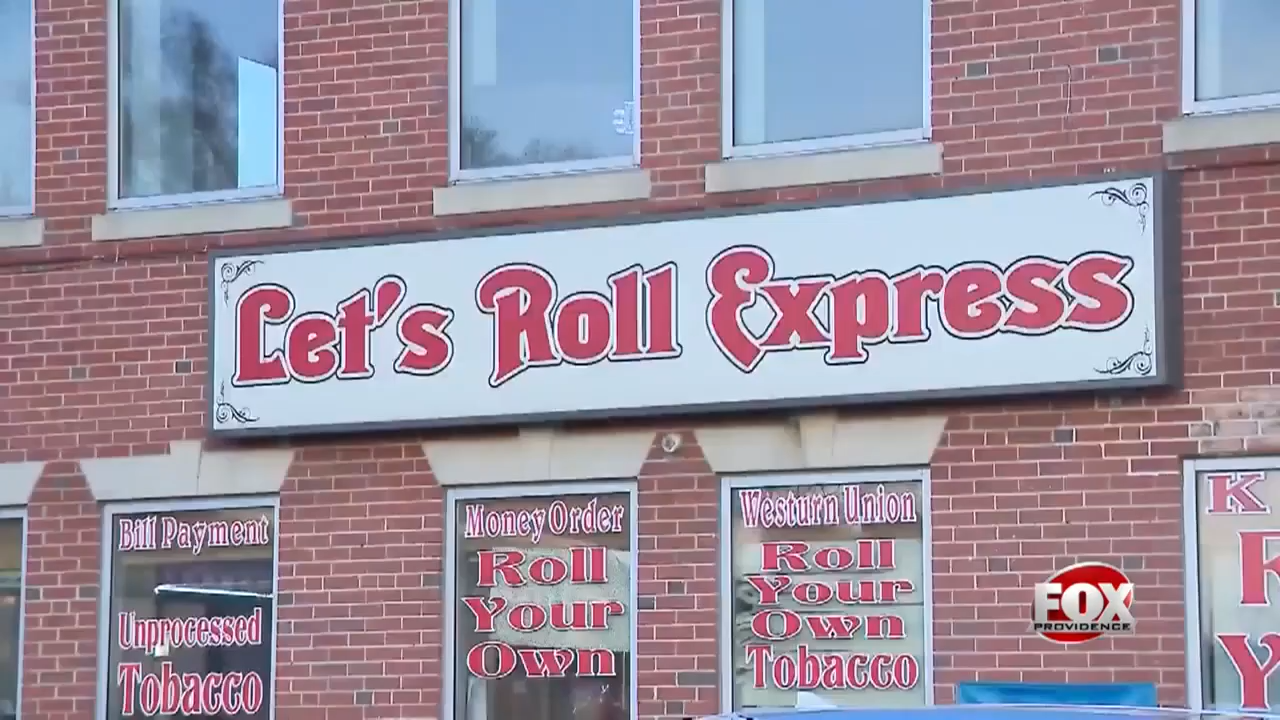 Let's Roll Express
Bill Payment
Unprocessed
Tobacco
Money Order
Roll
Your
Own
Westurn Union
Roll
Your
Own
Tobacco
K
FOX
PROVIDENCE